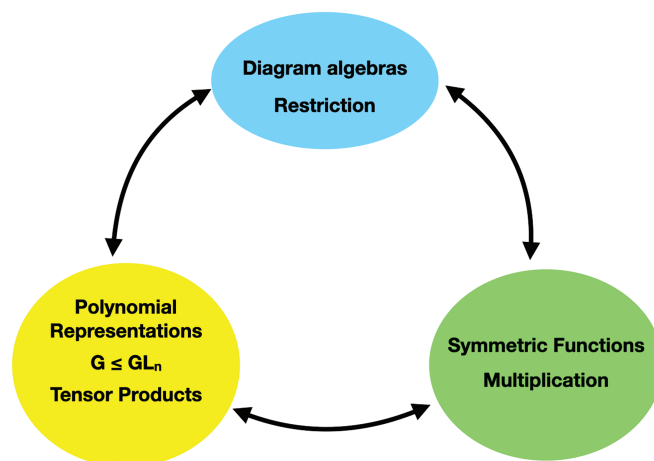 Diagram algebras
Restriction
Polynomial
Representations
G ≤ GLₙ
Tensor Products
Symmetric Functions
Multiplication